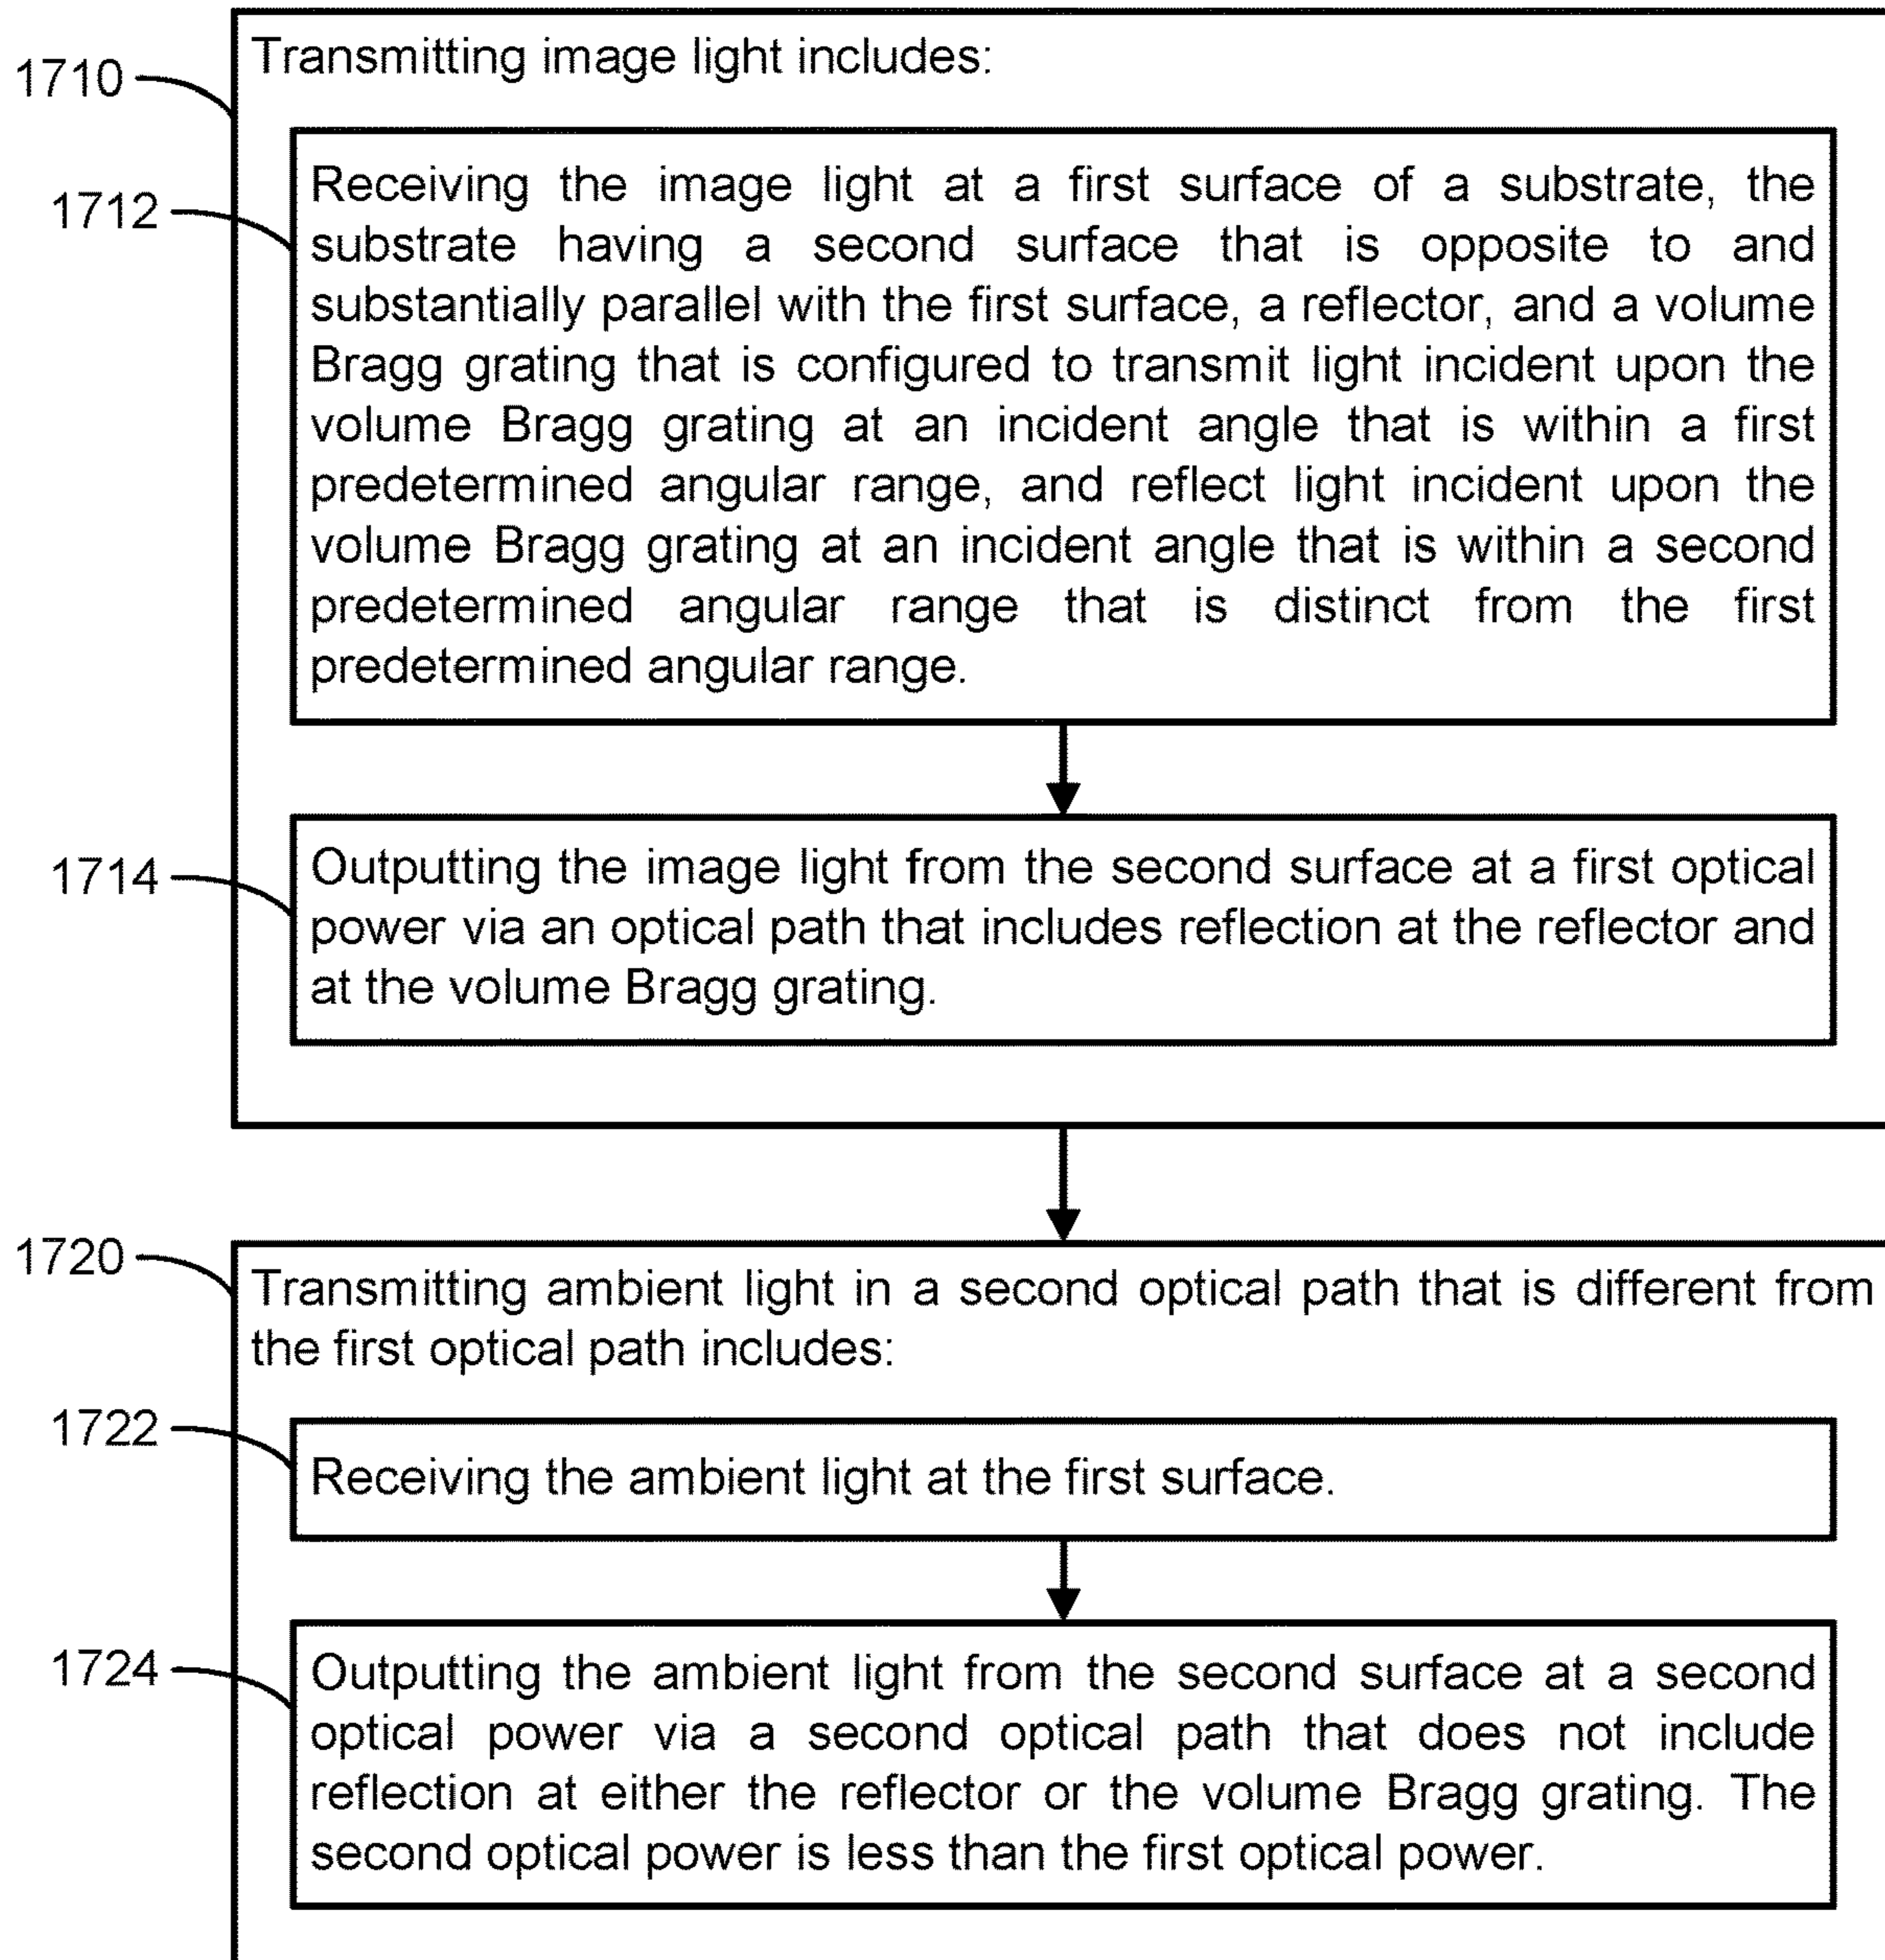 1710
Transmitting image light includes:
1712
Receiving the image light at a first surface of a substrate, the
substrate having a second surface that is opposite to and
substantially parallel with the first surface, a reflector, and a volume
Bragg grating that is configured to transmit light incident upon the
volume Bragg grating at an incident angle that is within a first
predetermined angular range, and reflect light incident upon the
volume Bragg grating at an incident angle that is within a second
predetermined angular range that is distinct from the first
predetermined angular range.
1714
Outputting the image light from the second surface at a first optical
power via an optical path that includes reflection at the reflector and
at the volume Bragg grating.
1720
Transmitting ambient light in a second optical path that is different from
the first optical path includes:
1722
Receiving the ambient light at the first surface.
1724
Outputting the ambient light from the second surface at a second
optical power via a second optical path that does not include
reflection at either the reflector or the volume Bragg grating. The
second optical power is less than the first optical power.